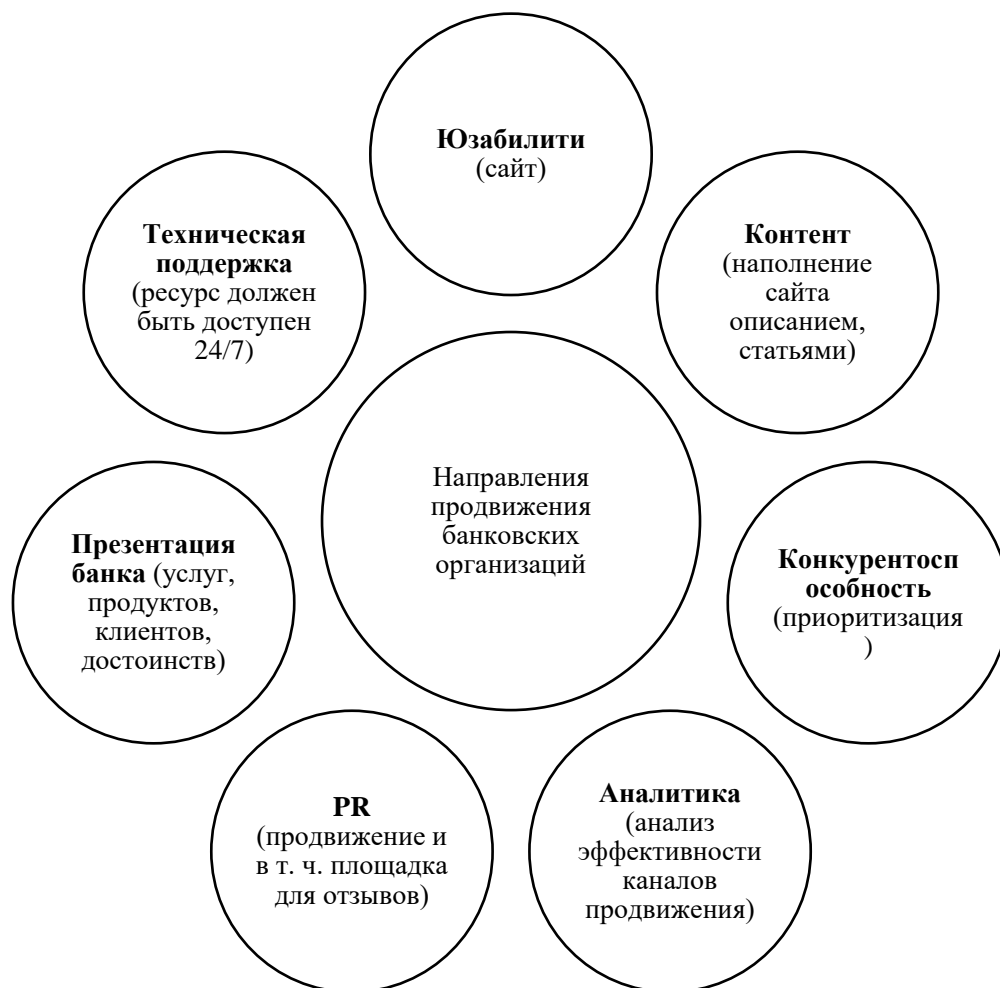 Юзабилити
(сайт)
Контент
(наполнение
сайта
описанием,
статьями)
Конкурентосп
особность
(приоритизация
)
Аналитика
(анализ
эффективности
каналов
продвижения)
PR
(продвижение и
в т. ч. площадка
для отзывов)
Презентация
банка (услуг,
продуктов,
клиентов,
достоинств)
Техническая
поддержка
(ресурс должен
быть доступен
24/7)
Направления
продвижения
банковских
организаций